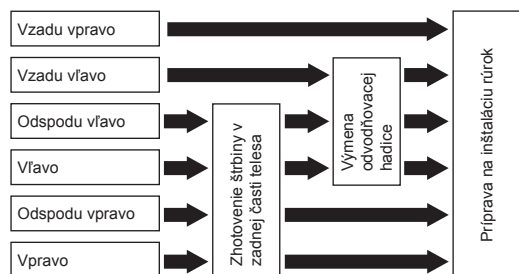 Vzadu vpravo
Vzadu vľavo
Odspodu vľavo
Vľavo
Odspodu vpravo
Vpravo
Zhotovenie štrbiny v
zadnej časti telesa
Výmena
odvodňovacej
hadice
Príprava na inštaláciu rúrok